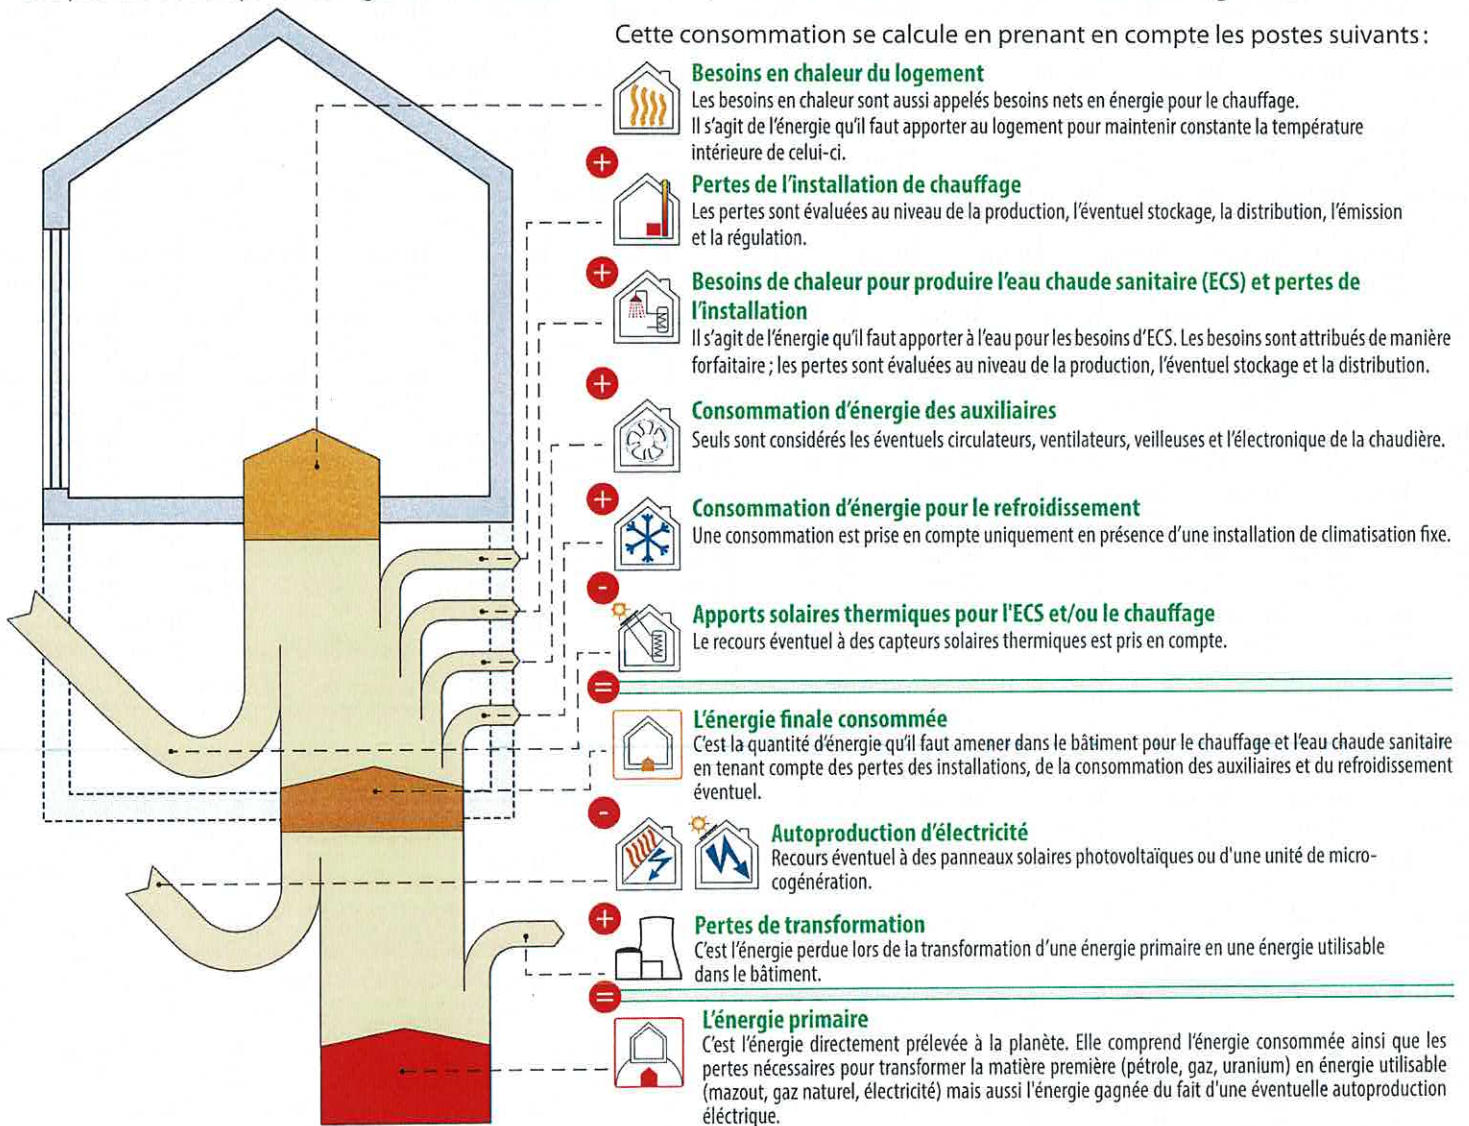 Cette consommation se calcule en prenant en compte les postes suivants :
Besoins en chaleur du logement
Les besoins en chaleur sont aussi appelés besoins nets en énergie pour le chauffage.
Il s'agit de l'énergie qu'il faut apporter au logement pour maintenir constante la température
intérieure de celui-ci.
+
Pertes de l'installation de chauffage
Les pertes sont évaluées au niveau de la production, l'éventuel stockage, la distribution, l'émission
et la régulation.
+
Besoins de chaleur pour produire l'eau chaude sanitaire (ECS) et pertes de
l'installation
Il s'agit de l'énergie qu'il faut apporter à l'eau pour les besoins d'ECS. Les besoins sont attribués de manière
forfaitaire ; les pertes sont évaluées au niveau de la production, l'éventuel stockage et la distribution.
+
Consommation d'énergie des auxiliaires
Seuls sont considérés les éventuels circulateurs, ventilateurs, veilleuses et l'électronique de la chaudière.
+
Consommation d'énergie pour le refroidissement
Une consommation est prise en compte uniquement en présence d'une installation de climatisation fixe.
-
Apports solaires thermiques pour l'ECS et/ou le chauffage
Le recours éventuel à des capteurs solaires thermiques est pris en compte.
=
L'énergie finale consommée
C'est la quantité d'énergie qu'il faut amener dans le bâtiment pour le chauffage et l'eau chaude sanitaire
en tenant compte des pertes des installations, de la consommation des auxiliaires et du refroidissement
éventuel.
-
Autoproduction d'électricité
Recours éventuel à des panneaux solaires photovoltaïques ou d'une unité de micro-
cogénération.
+
Pertes de transformation
C'est l'énergie perdue lors de la transformation d'une énergie primaire en une énergie utilisable
dans le bâtiment.
=
L'énergie primaire
C'est l'énergie directement prélevée à la planète. Elle comprend l'énergie consommée ainsi que les
pertes nécessaires pour transformer la matière première (pétrole, gaz, uranium) en énergie utilisable
(mazout, gaz naturel, électricité) mais aussi l'énergie gagnée du fait d'une éventuelle autoproduction
éléctrique.